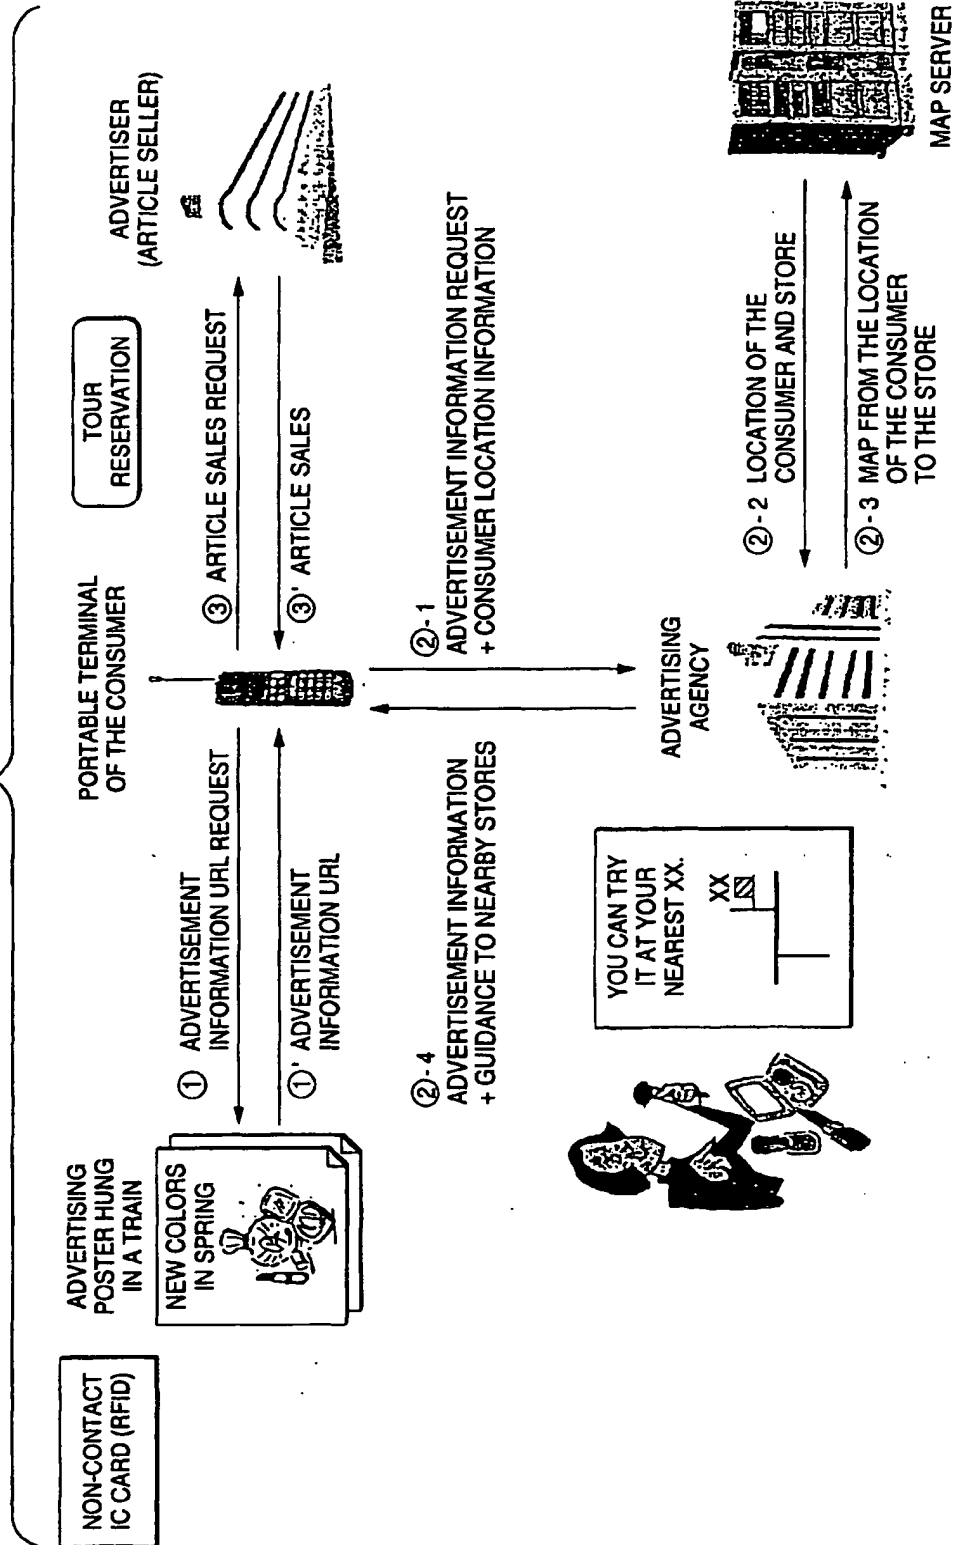 NON-CONTACT
IC CARD (RFID)
ADVERTISING
POSTER HUNG
IN A TRAIN
NEW COLORS
IN SPRING
① ADVERTISEMENT
INFORMATION URL REQUEST
①' ADVERTISEMENT
INFORMATION URL
PORTABLE TERMINAL
OF THE CONSUMER
TOUR
RESERVATION
③ ARTICLE SALES REQUEST
③' ARTICLE SALES
ADVERTISER
(ARTICLE SELLER)
②-4
ADVERTISEMENT INFORMATION
+ GUIDANCE TO NEARBY STORES
②-1
ADVERTISEMENT INFORMATION REQUEST
+ CONSUMER LOCATION INFORMATION
YOU CAN TRY
IT AT YOUR
NEAREST XX.
XX
ADVERTISING
AGENCY
②-2 LOCATION OF THE
CONSUMER AND STORE
②-3 MAP FROM THE LOCATION
OF THE CONSUMER
TO THE STORE
MAP SERVER